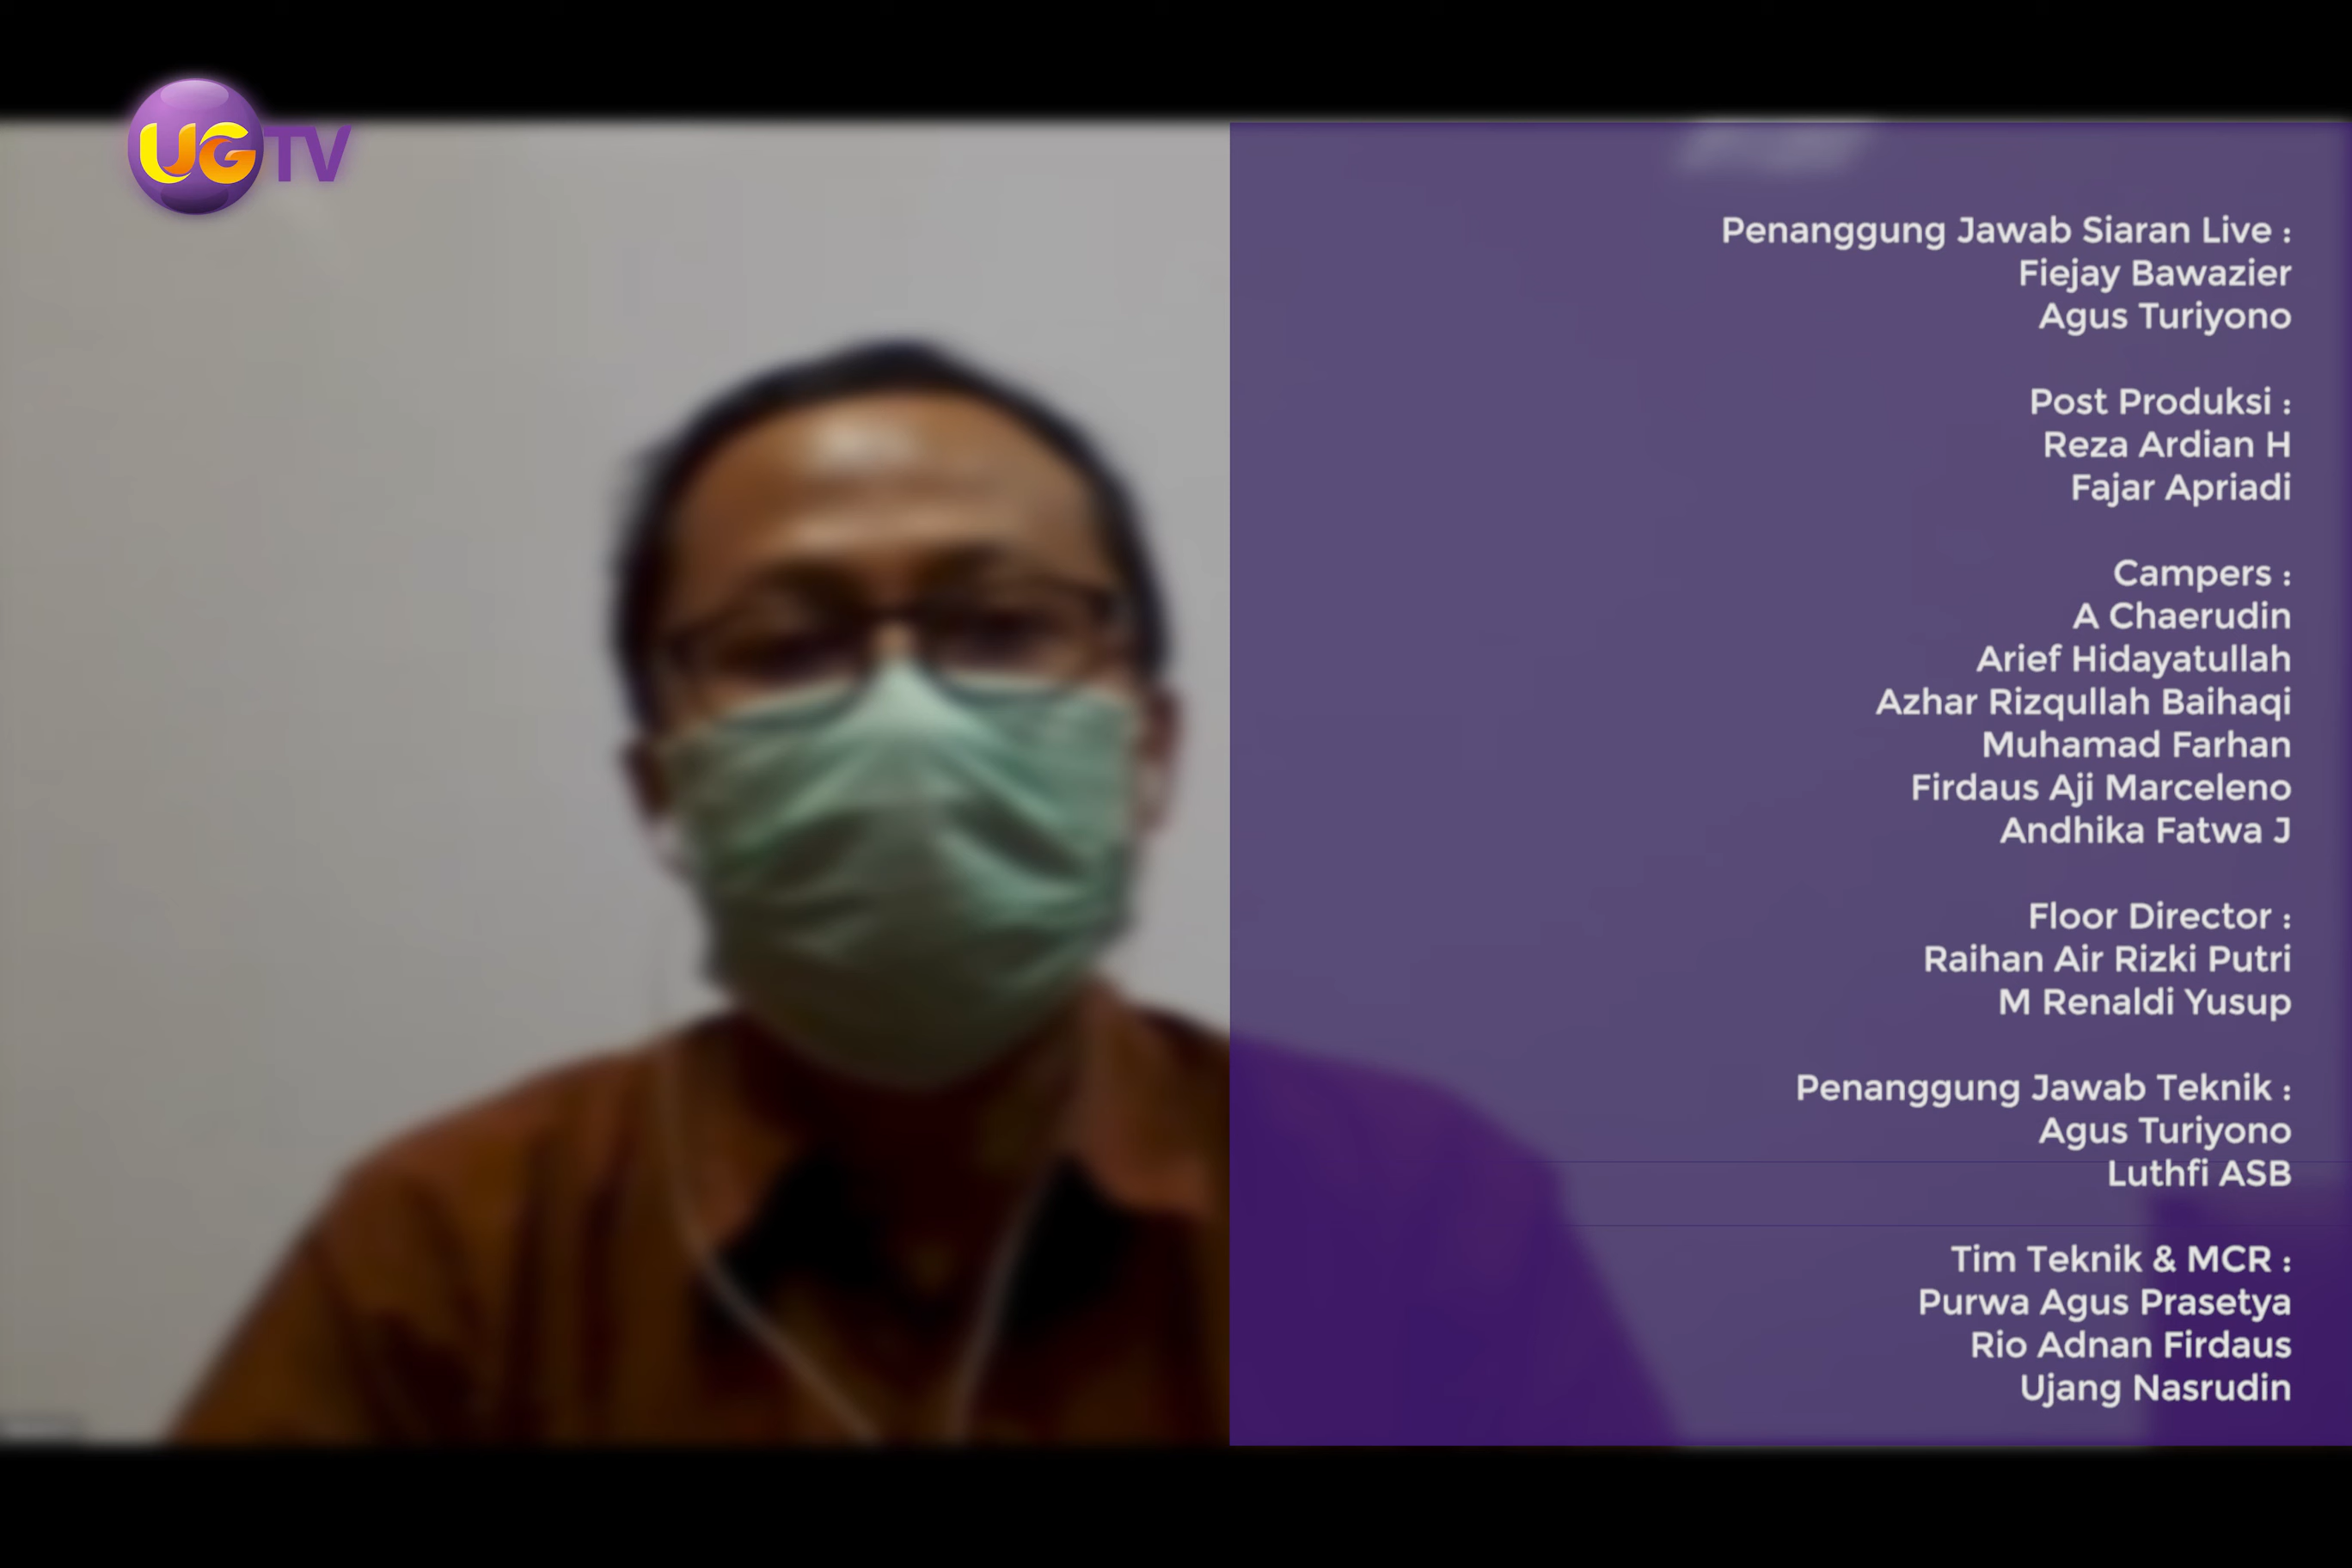 UGTV
Penanggung Jawab Siaran Live :
Fiejay Bawazier
Agus Turiyono
Post Produksi :
Reza Ardian H
Fajar Apriadi
Campers :
A Chaerudin
Arief Hidayatullah
Azhar Rizqullah Baihaqi
Muhamad Farhan
Firdaus Aji Marceleno
Andhika Fatwa J
Floor Director :
Raihan Air Rizki Putri
M Renaldi Yusup
Penanggung Jawab Teknik :
Agus Turiyono
Luthfi ASB
Tim Teknik & MCR :
Purwa Agus Prasetya
Rio Adnan Firdaus
Ujang Nasrudin